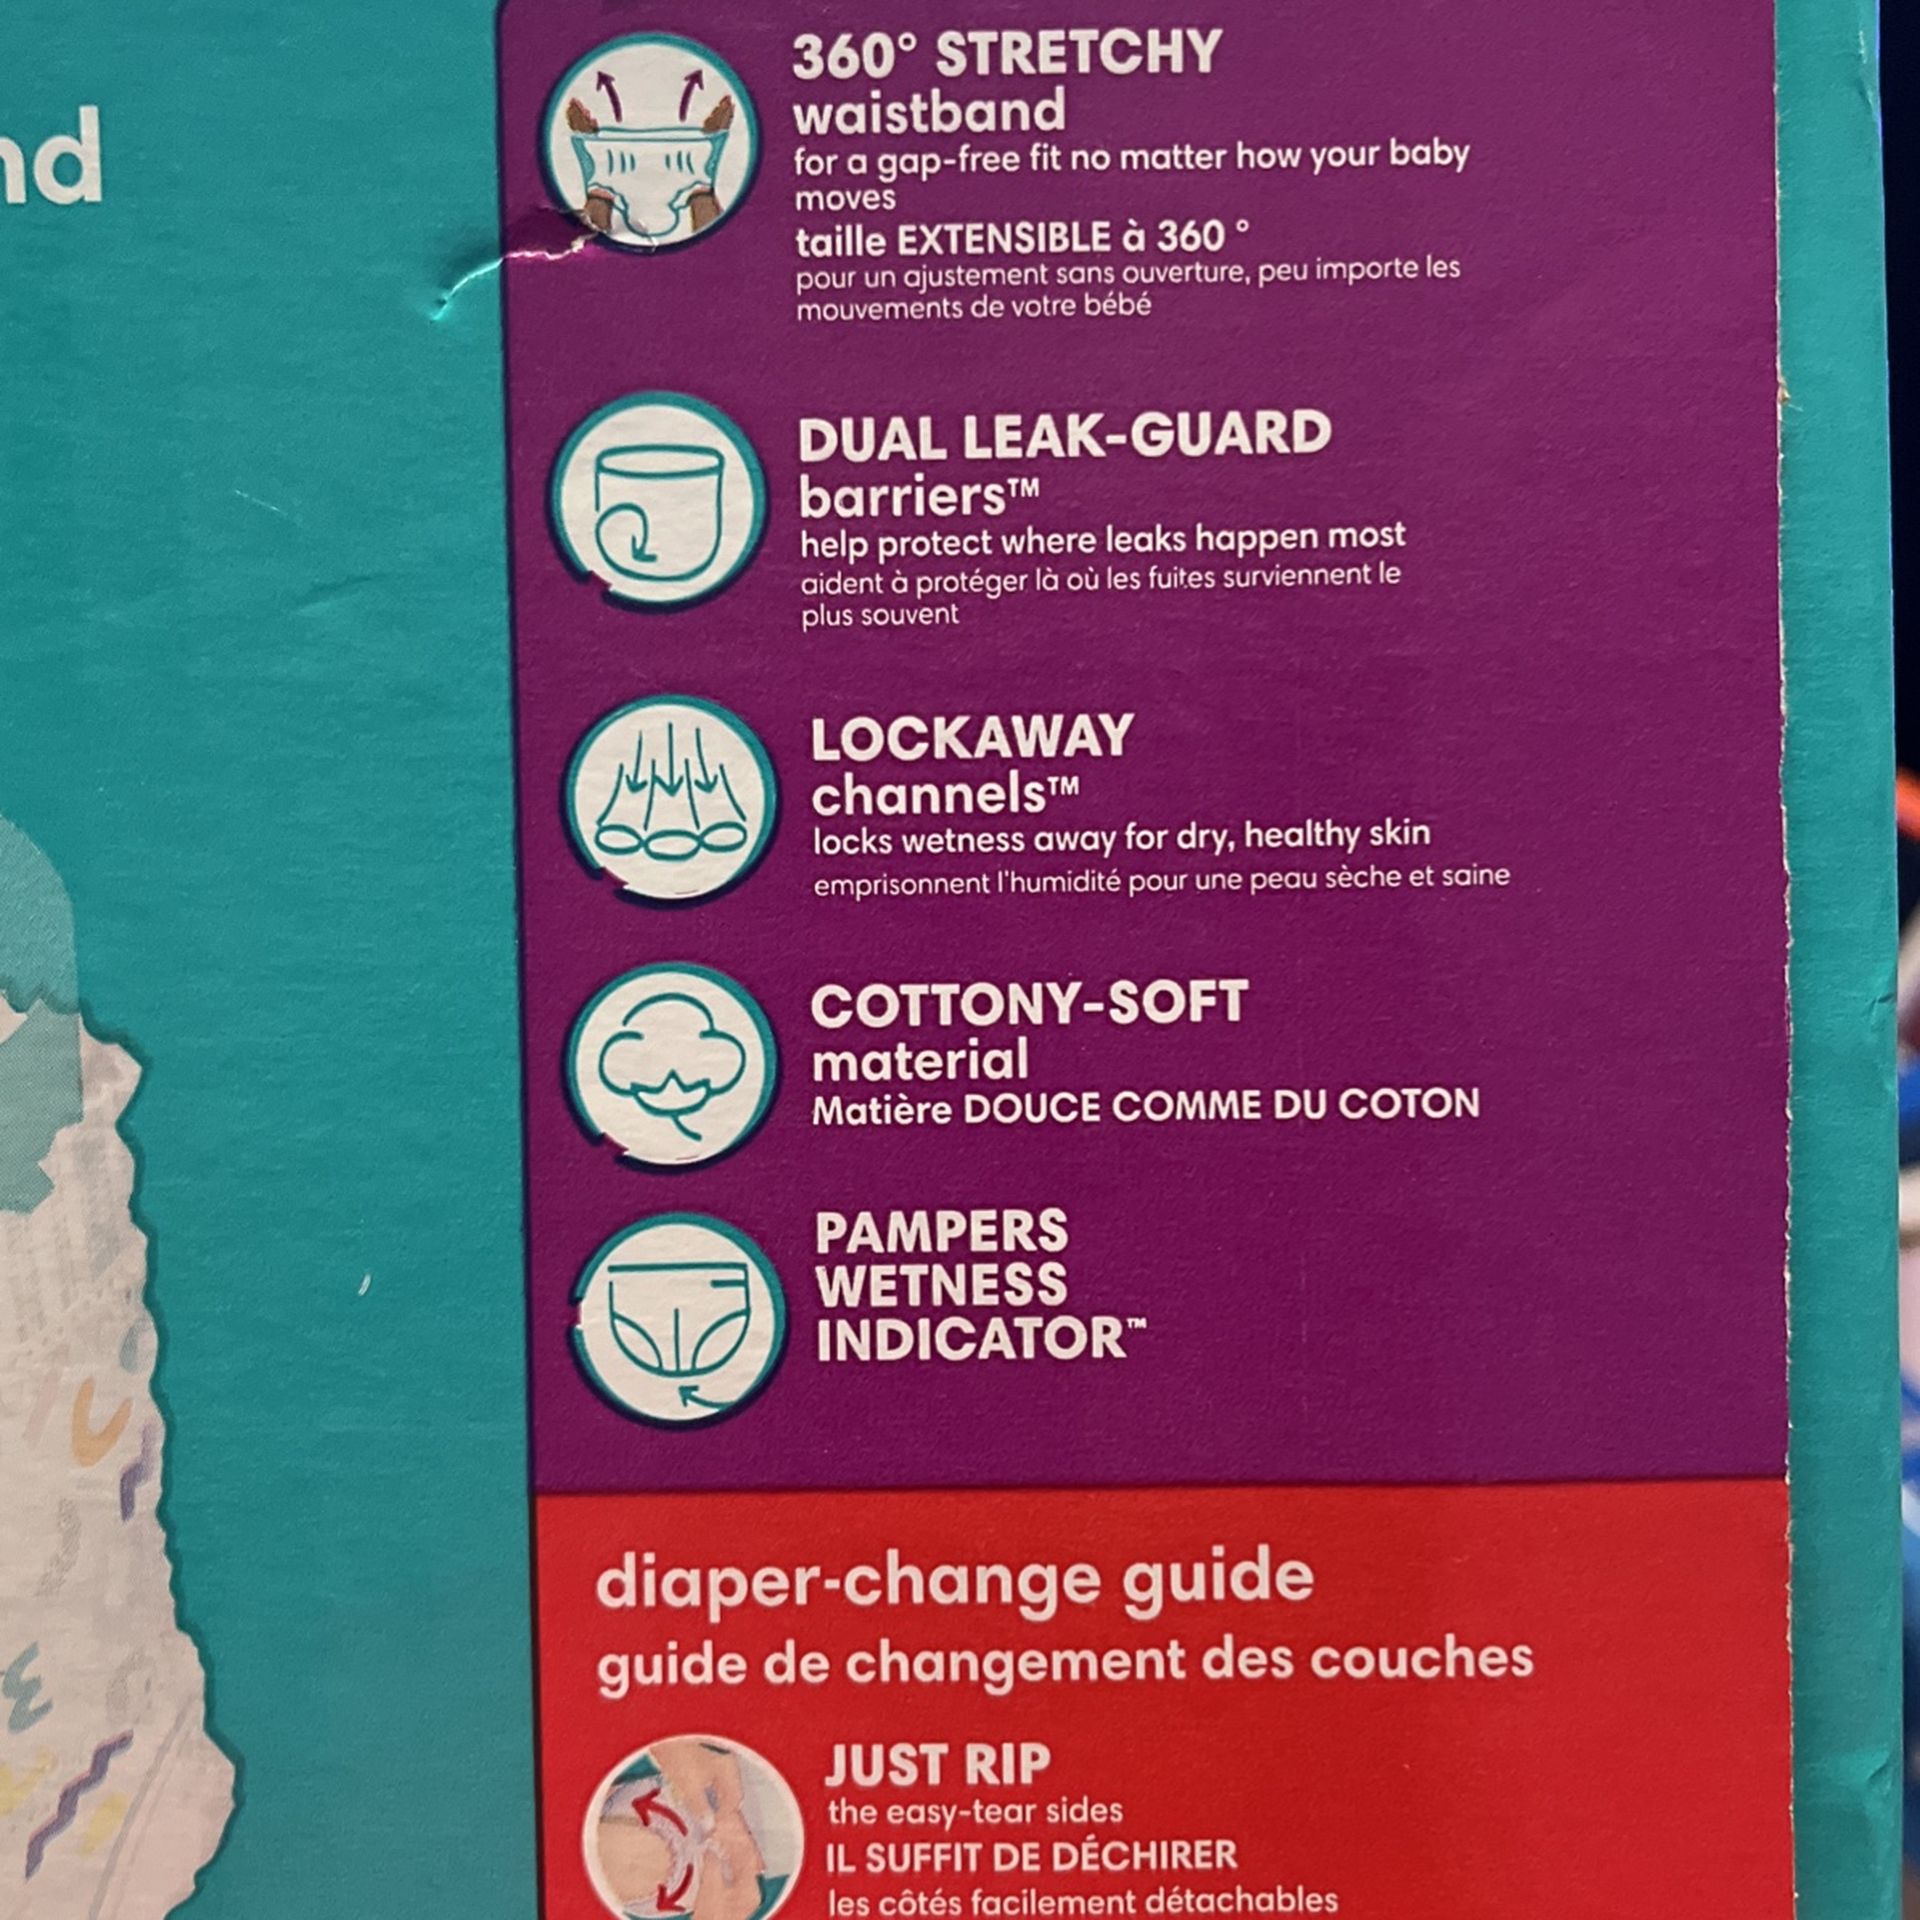 360° STRETCHY
waistband
for a gap-free fit no matter how your baby
moves
taille EXTENSIBLE à 360 °
pour un ajustement sans ouverture, peu importe les
mouvements de votre bébé
DUAL LEAK-GUARD
barriers™
help protect where leaks happen most
aident à protéger là où les fuites surviennent le
plus souvent
LOCKAWAY
channels™
locks wetness away for dry, healthy skin
emprisonnent l'humidité pour une peau sèche et saine
COTTONY-SOFT
material
Matière DOUCE COMME DU COTON
PAMPERS
WETNESS
INDICATOR™
diaper-change guide
guide de changement des couches
JUST RIP
the easy-tear sides
IL SUFFIT DE DÉCHIRER
les côtés facilement détachables